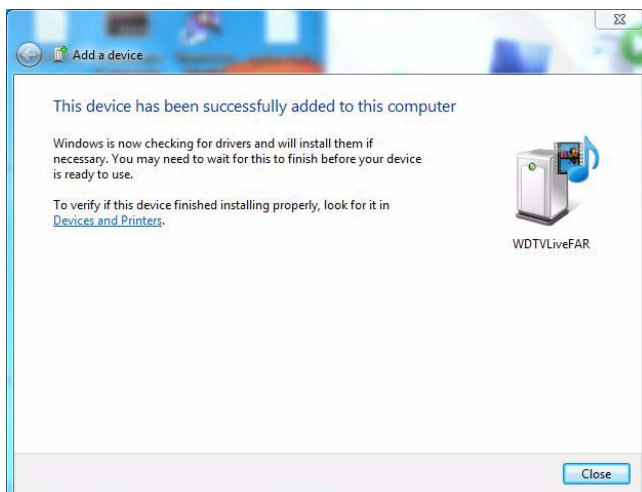 Add a device
This device has been successfully added to this computer
Windows is now checking for drivers and will install them if
necessary. You may need to wait for this to finish before your device
is ready to use.
To verify if this device finished installing properly, look for it in
Devices and Printers.
WDTVLiveFAR
Close